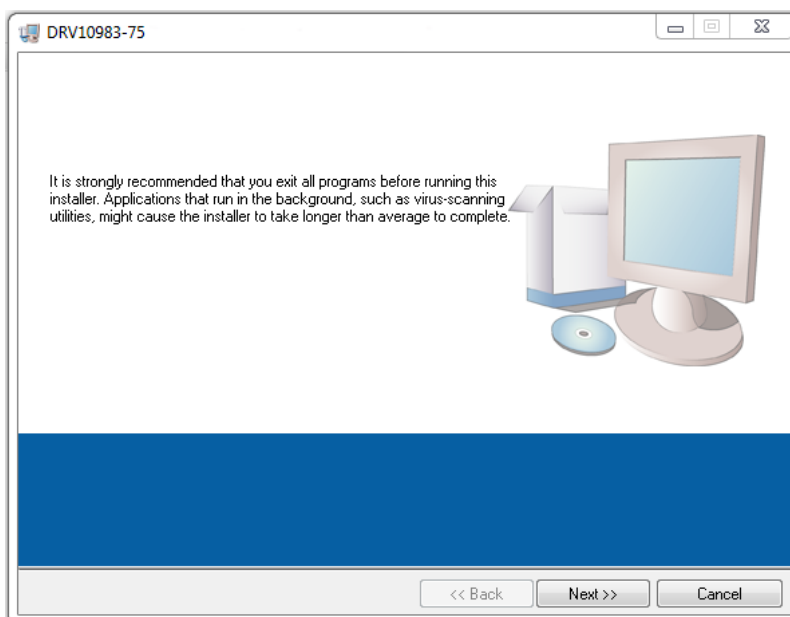 DRV10983-75
It is strongly recommended that you exit all programs before running this
installer. Applications that run in the background, such as virus-scanning
utilities, might cause the installer to take longer than average to complete.
<< Back Next >> Cancel